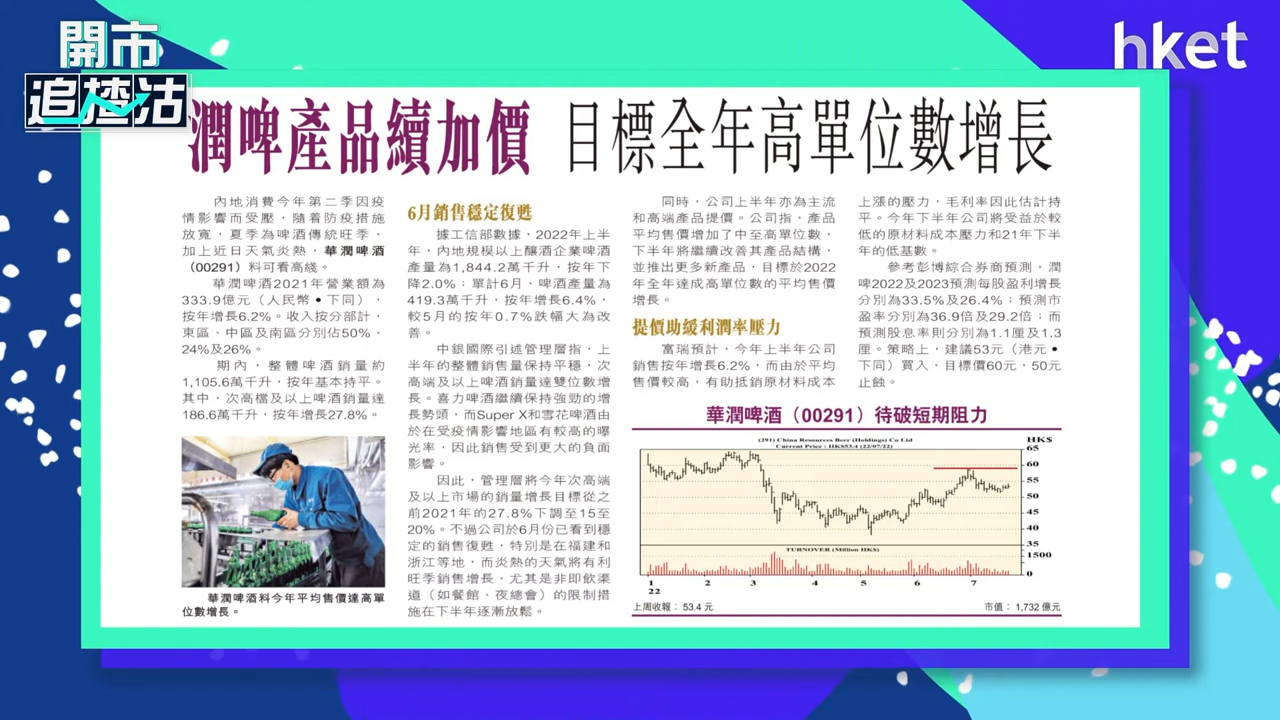 開市
追揸沽
hket
潤啤產品續加價 目標全年高單位數增長
內地消費今年第二季因疫
情影響而受壓，隨着防疫措施
放寬，夏季為啤酒傳統旺季，
加上近日天氣炎熱，華潤啤酒
（00291）料可看高綫。
華潤啤酒2021年營業額為
333.9億元（人民幣•下同），
按年增長6.2%。收入按分部計，
東區、中區及南區分別佔50%、
24%及26%。
期內，整體啤酒銷量約
1,105.6萬千升，按年基本持平。
其中，次高檔及以上啤酒銷量達
186.6萬千升，按年增長27.8%。
華潤啤酒料今年平均售價達高單
位數增長。
6月銷售穩定復甦
據工信部數據，2022年上半
年，內地規模以上釀酒企業啤酒
產量為1,844.2萬千升，按年下
降2.0%；單計6月，啤酒產量為
419.3萬千升，按年增長6.4%，
較5月的按年0.7%跌幅大為改
善。
中銀國際引述管理層指，上
半年的整體銷售量保持平穩，次
高端及以上啤酒銷量達雙位數增
長。喜力啤酒繼續保持強勁的增
長勢頭，而Super X和雪花啤酒由
於在受疫情影響地區有較高的曝
光率，因此銷售受到更大的負面
影響。
因此，管理層將今年次高端
及以上市場的銷量增長目標從之
前2021年的27.8%下調至15至
20%。不過公司於6月份已看到穩
定的銷售復甦，特別是在福建和
浙江等地，而炎熱的天氣將有利
旺季銷售增長，尤其是非即飲渠
道（如餐館、夜總會）的限制措
施在下半年逐漸放鬆。
同時，公司上半年亦為主流
和高端產品提價。公司指，產品
平均售價增加了中至高單位數，
下半年將繼續改善其產品結構，
並推出更多新產品，目標於2022
年全年達成高單位數的平均售價
增長。
提價助緩利潤率壓力
富瑞預計，今年上半年公司
銷售按年增長6.2%，而由於平均
售價較高，有助抵銷原材料成本
上漲的壓力，毛利率因此估計持
平。今年下半年公司將受益於較
低的原材料成本壓力和21年下半
年的低基數。
參考彭博綜合券商預測，潤
啤2022及2023預測每股盈利增長
分別為33.5%及26.4%；預測市
盈率分別為36.9倍及29.2倍；而
預測股息率則分別為1.1厘及1.3
厘。策略上，建議53元（港元•
下同）買入，目標價60元，50元
止蝕。
華潤啤酒（00291）待破短期阻力
(291) China Resources Beer (Holdings) Co Ltd
Current Price : HK$53.4 (22/07/22)
HK$
65
60
55
50
45
40
35
TURNOVER (Million HK$)
1500
0
1 2 3 4 5 6 7
22
上周收報： 53.4 元 市值： 1,732 億元